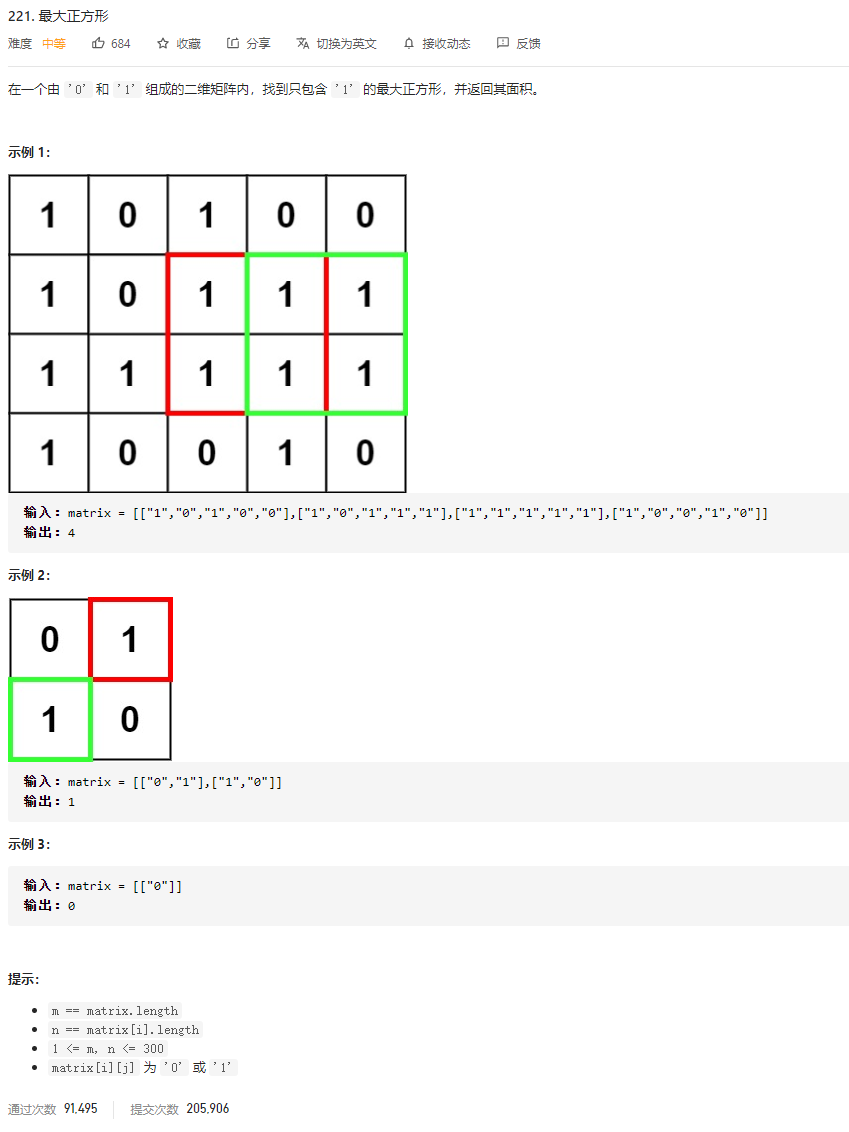 221. 最大正方形
难度 中等 684 收藏 分享 切换为英文 接收动态 反馈
在一个由 '0' 和 '1' 组成的二维矩阵内，找到只包含 '1' 的最大正方形，并返回其面积。
示例 1：
1 0 1 0 0
1 0 1 1 1
1 1 1 1 1
1 0 0 1 0
输入：matrix = [["1","0","1","0","0"],["1","0","1","1","1"],["1","1","1","1","1"],["1","0","0","1","0"]]
输出：4
示例 2：
0 1
1 0
输入：matrix = [["0","1"],["1","0"]]
输出：1
示例 3：
输入：matrix = [["0"]]
输出：0
提示：
m == matrix.length
n == matrix[i].length
1 <= m, n <= 300
matrix[i][j] 为 '0' 或 '1'
通过次数 91,495 提交次数 205,906